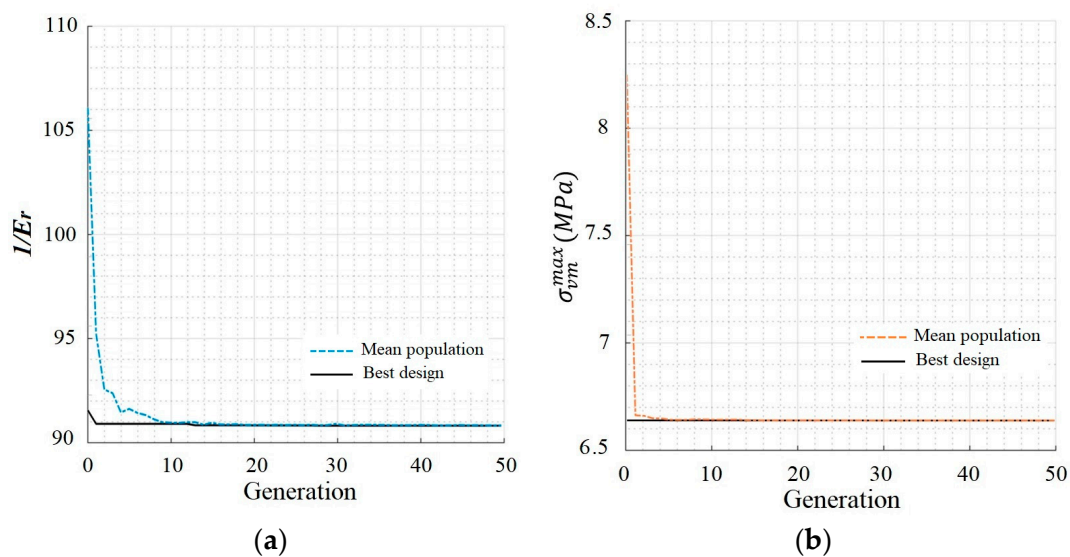 110
105
100
95
90
1/Er
Mean population
Best design
0 10 20 30 40 50
Generation
(a)
8.5
8
7.5
7
6.5
σ_vm^max (MPa)
Mean population
Best design
0 10 20 30 40 50
Generation
(b)